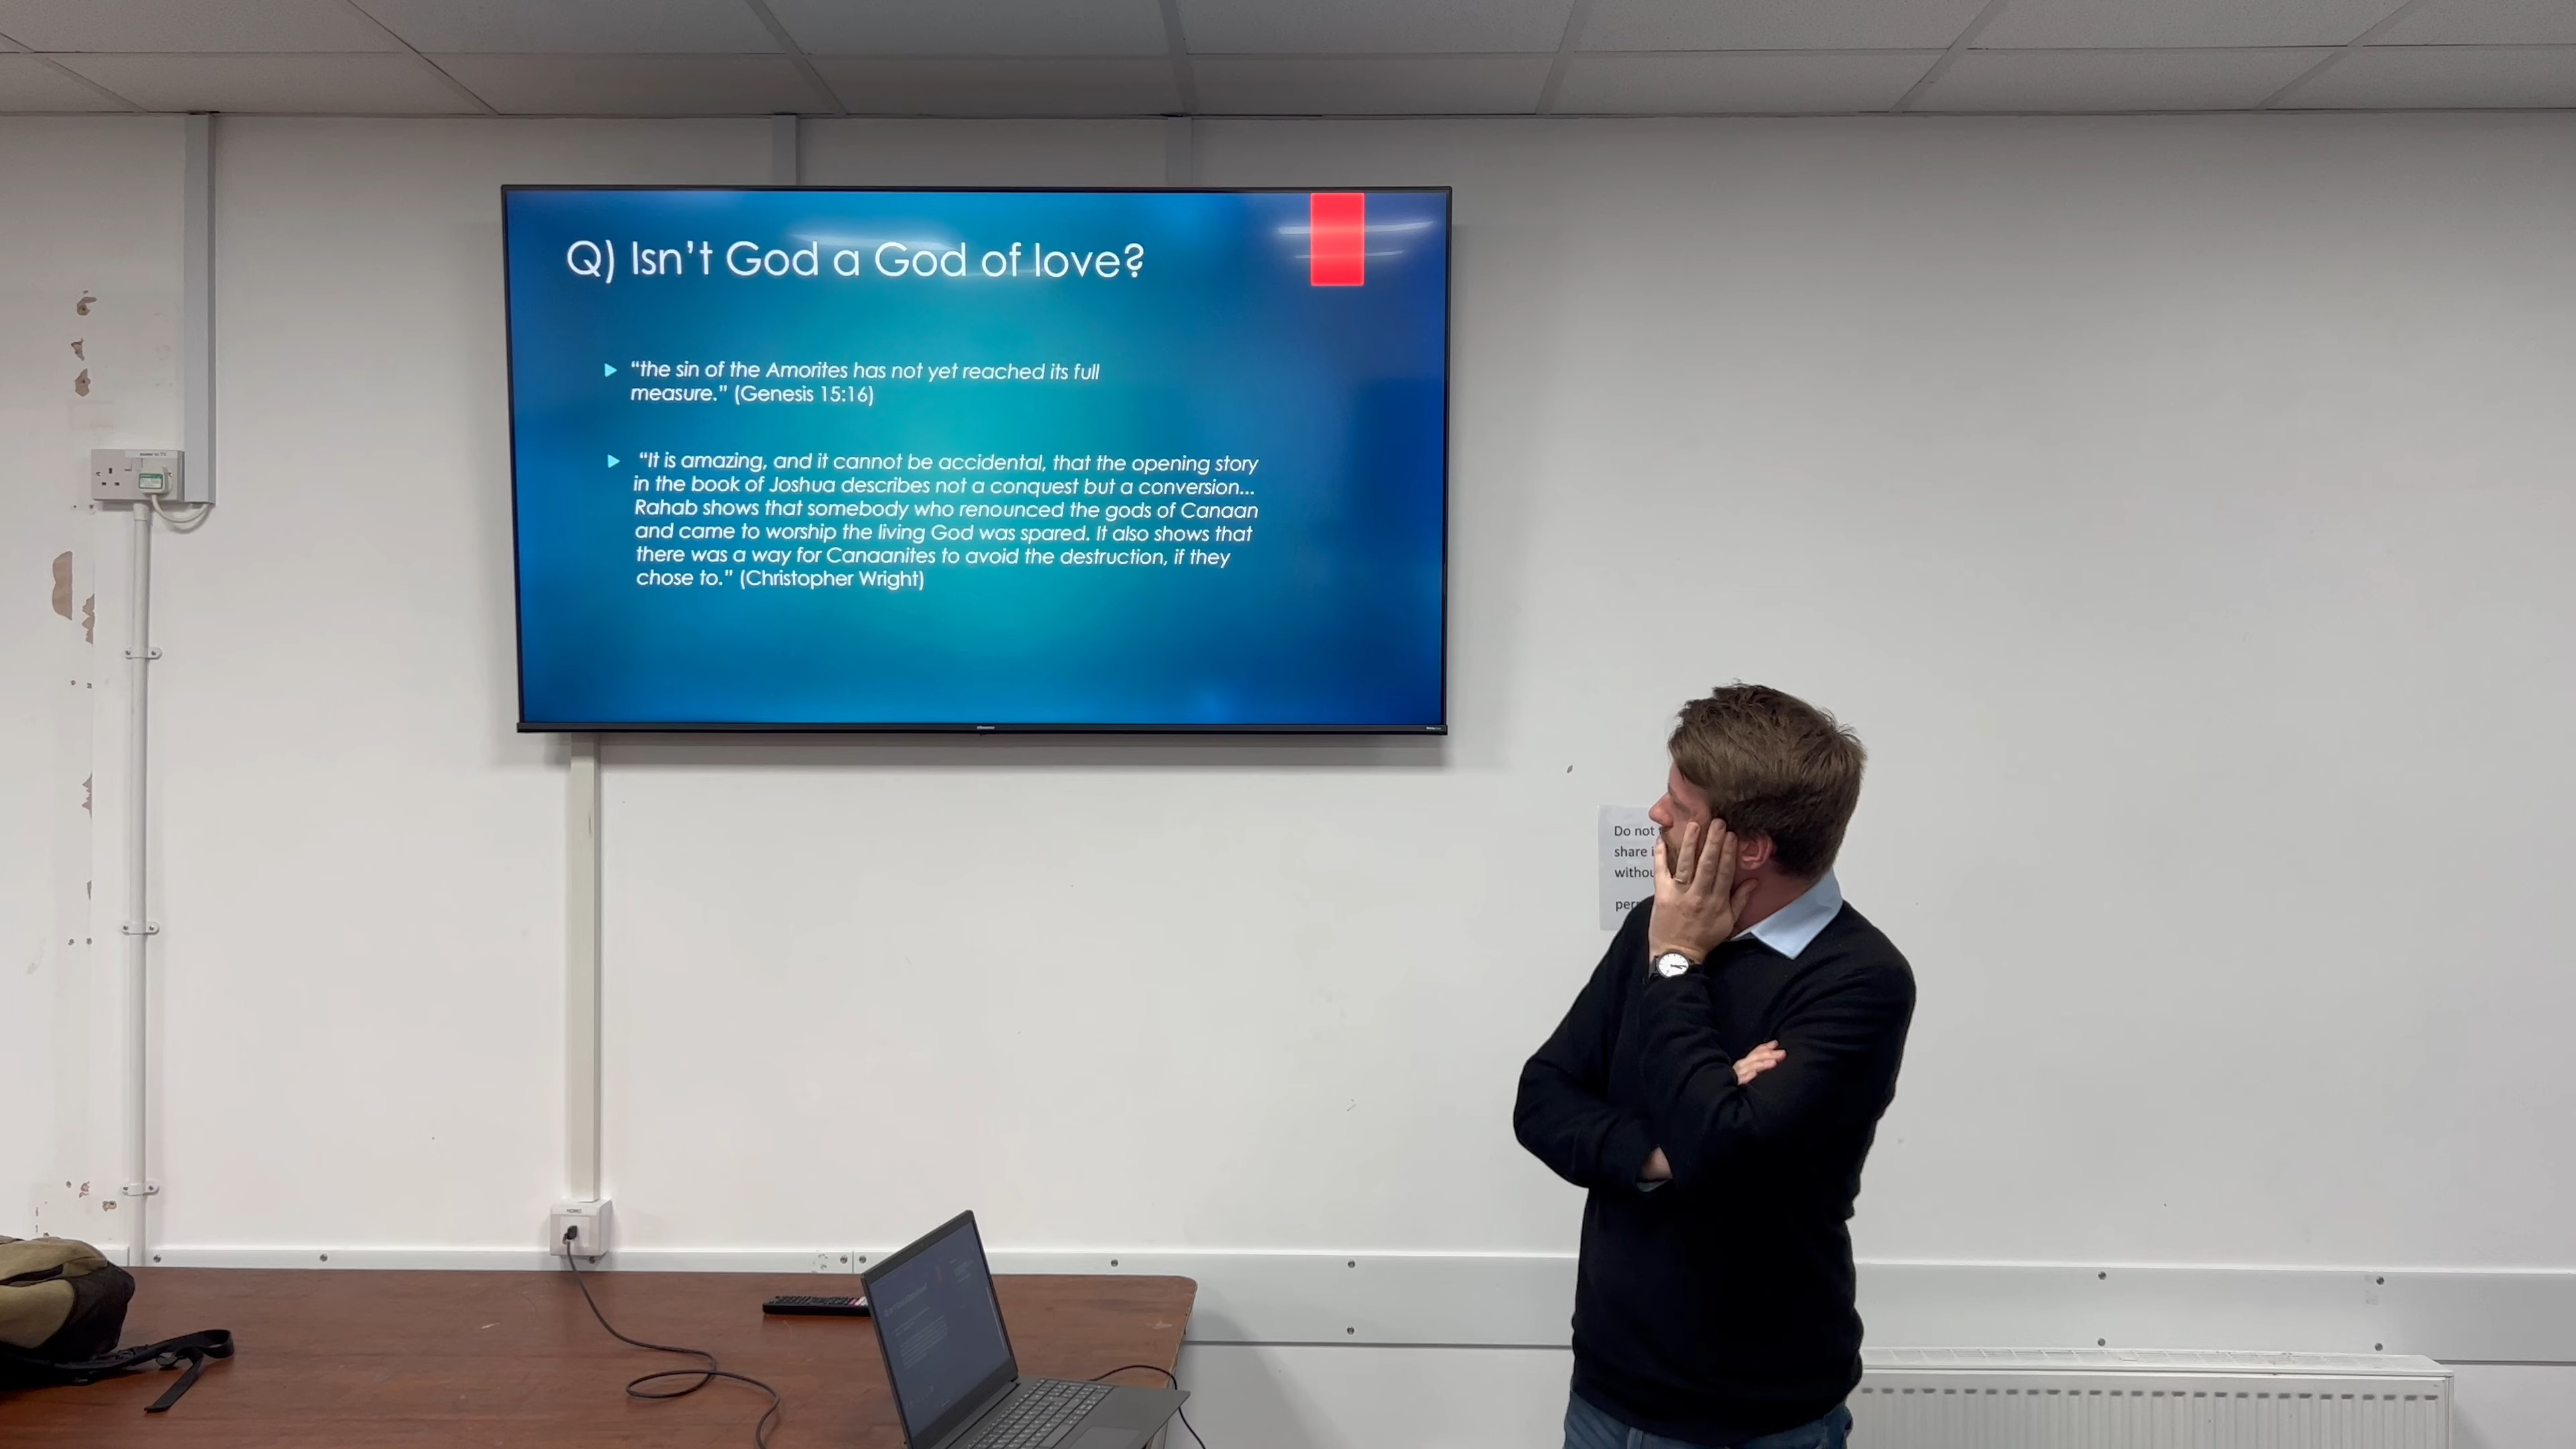 Q) Isn't God a God of love?
“the sin of the Amorites has not yet reached its full
measure.” (Genesis 15:16)
“It is amazing, and it cannot be accidental, that the opening story
in the book of Joshua describes not a conquest but a conversion...
Rahab shows that somebody who renounced the gods of Canaan
and came to worship the living God was spared. It also shows that
there was a way for Canaanites to avoid the destruction, if they
chose to.” (Christopher Wright)
Hisense
Do not
share
HDMI2